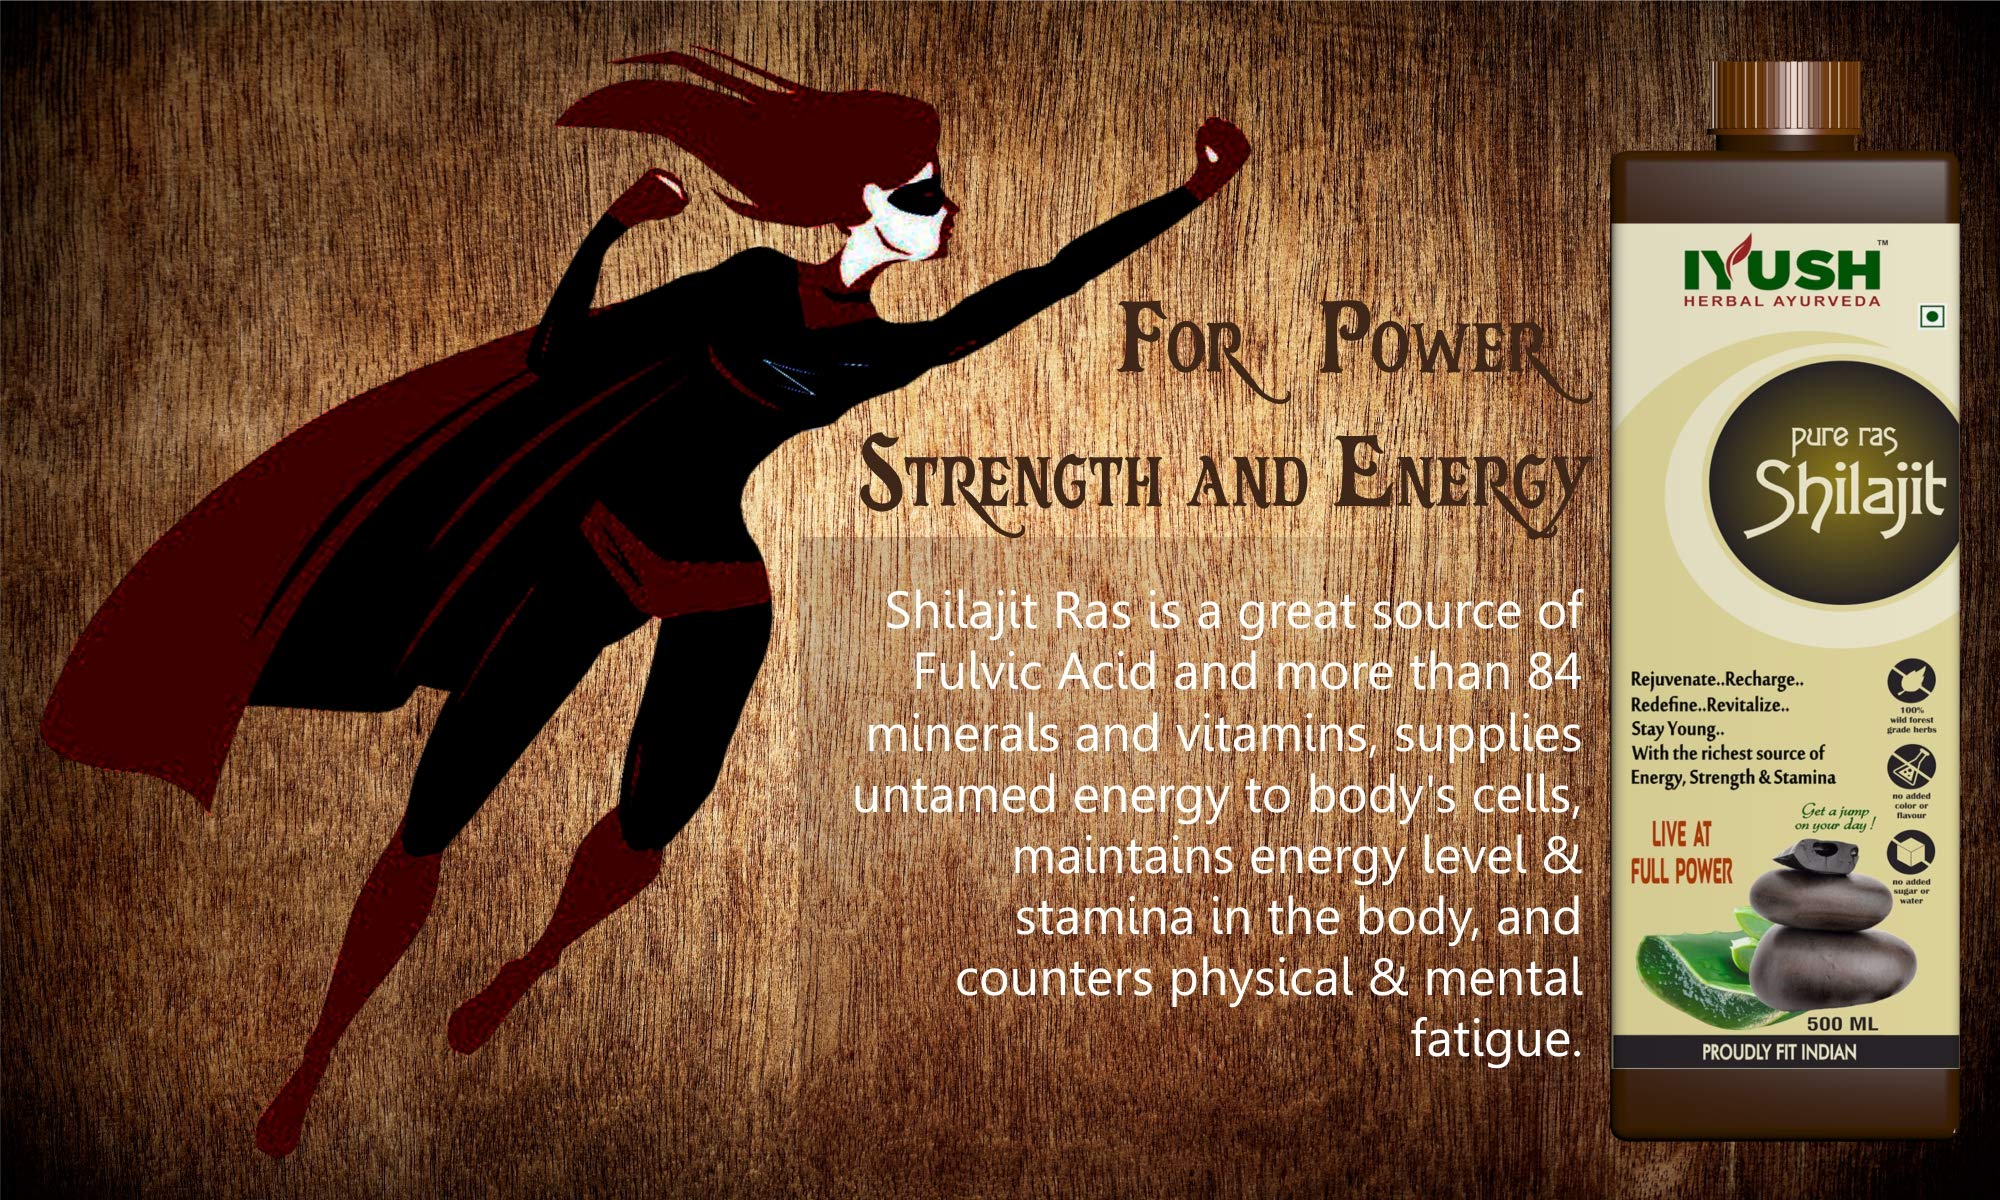 For Power
Strength and Energy
Shilajit Ras is a great source of
Fulvic Acid and more than 84
minerals and vitamins, supplies
untamed energy to body's cells,
maintains energy level &
stamina in the body, and
counters physical & mental
fatigue.
IYUSH TM
HERBAL AYURVEDA
pure ras
Shilajit
Rejuvenate..Recharge..
Redefine..Revitalize..
Stay Young..
With the richest source of
Energy, Strength & Stamina
100%
wild forest
grade herbs
no added
color or
flavour
no added
sugar or
water
Get a jump
on your day !
LIVE AT
FULL POWER
500 ML
PROUDLY FIT INDIAN